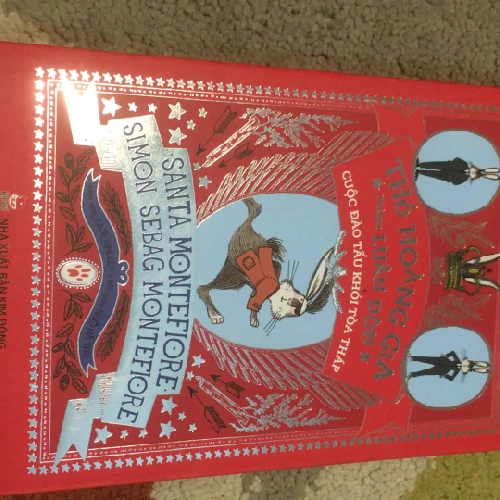 THỎ HOÀNG GIA
LUÂN ĐÔN
CUỘC ĐÀO TẨU KHỎI TÒA THÁP
SANTA MONTEFIORE
SIMON SEBAG MONTEFIORE
NHÀ XUẤT BẢN KIM ĐỒNG